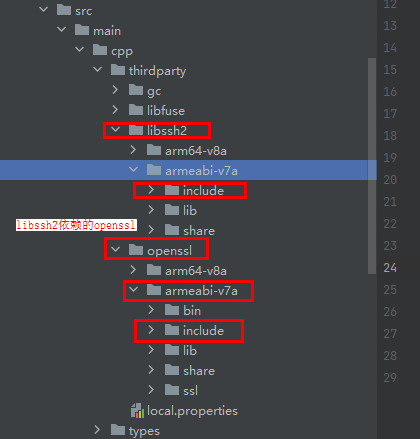 src
main
cpp
thirdparty
gc
libfuse
libssh2
arm64-v8a
armeabi-v7a
include
lib
share
libssh2依赖的openssl
openssl
arm64-v8a
armeabi-v7a
bin
include
lib
share
ssl
local.properties
types
12
13
14
15
16
17
18
19
20
21
22
23
24
25
26
27
28
29